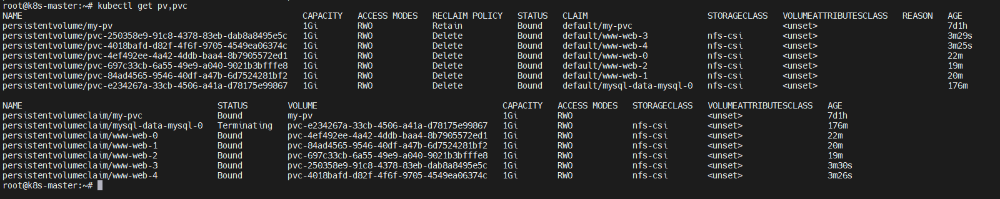 root@k8s-master:~# kubectl get pv,pvc
NAME CAPACITY ACCESS MODES RECLAIM POLICY STATUS CLAIM STORAGECLASS VOLUMEATTRIBUTESCLASS REASON AGE
persistentvolume/my-pv 1Gi RWO Retain Bound default/my-pvc <unset> 7d1h
persistentvolume/pvc-250358e9-91c8-4378-83eb-dab8a8495e5c 1Gi RWO Delete Bound default/www-web-3 nfs-csi <unset> 3m29s
persistentvolume/pvc-4018bafd-d82f-4f6f-9705-4549ea06374c 1Gi RWO Delete Bound default/www-web-4 nfs-csi <unset> 3m25s
persistentvolume/pvc-4ef492ee-4a42-4ddb-baa4-8b7905572ed1 1Gi RWO Delete Bound default/www-web-0 nfs-csi <unset> 22m
persistentvolume/pvc-697c33cb-6a55-49e9-a040-9021b3bfffe8 1Gi RWO Delete Bound default/www-web-2 nfs-csi <unset> 19m
persistentvolume/pvc-84ad4565-9546-40df-a47b-6d7524281bf2 1Gi RWO Delete Bound default/www-web-1 nfs-csi <unset> 20m
persistentvolume/pvc-e234267a-33cb-4506-a41a-d78175e99867 1Gi RWO Delete Bound default/mysql-data-mysql-0 nfs-csi <unset> 176m
NAME STATUS VOLUME CAPACITY ACCESS MODES STORAGECLASS VOLUMEATTRIBUTESCLASS AGE
persistentvolumeclaim/my-pvc Bound my-pv 1Gi RWO <unset> 7d1h
persistentvolumeclaim/mysql-data-mysql-0 Terminating pvc-e234267a-33cb-4506-a41a-d78175e99867 1Gi RWO nfs-csi <unset> 176m
persistentvolumeclaim/www-web-0 Bound pvc-4ef492ee-4a42-4ddb-baa4-8b7905572ed1 1Gi RWO nfs-csi <unset> 22m
persistentvolumeclaim/www-web-1 Bound pvc-84ad4565-9546-40df-a47b-6d7524281bf2 1Gi RWO nfs-csi <unset> 20m
persistentvolumeclaim/www-web-2 Bound pvc-697c33cb-6a55-49e9-a040-9021b3bfffe8 1Gi RWO nfs-csi <unset> 19m
persistentvolumeclaim/www-web-3 Bound pvc-250358e9-91c8-4378-83eb-dab8a8495e5c 1Gi RWO nfs-csi <unset> 3m30s
persistentvolumeclaim/www-web-4 Bound pvc-4018bafd-d82f-4f6f-9705-4549ea06374c 1Gi RWO nfs-csi <unset> 3m26s
root@k8s-master:~#